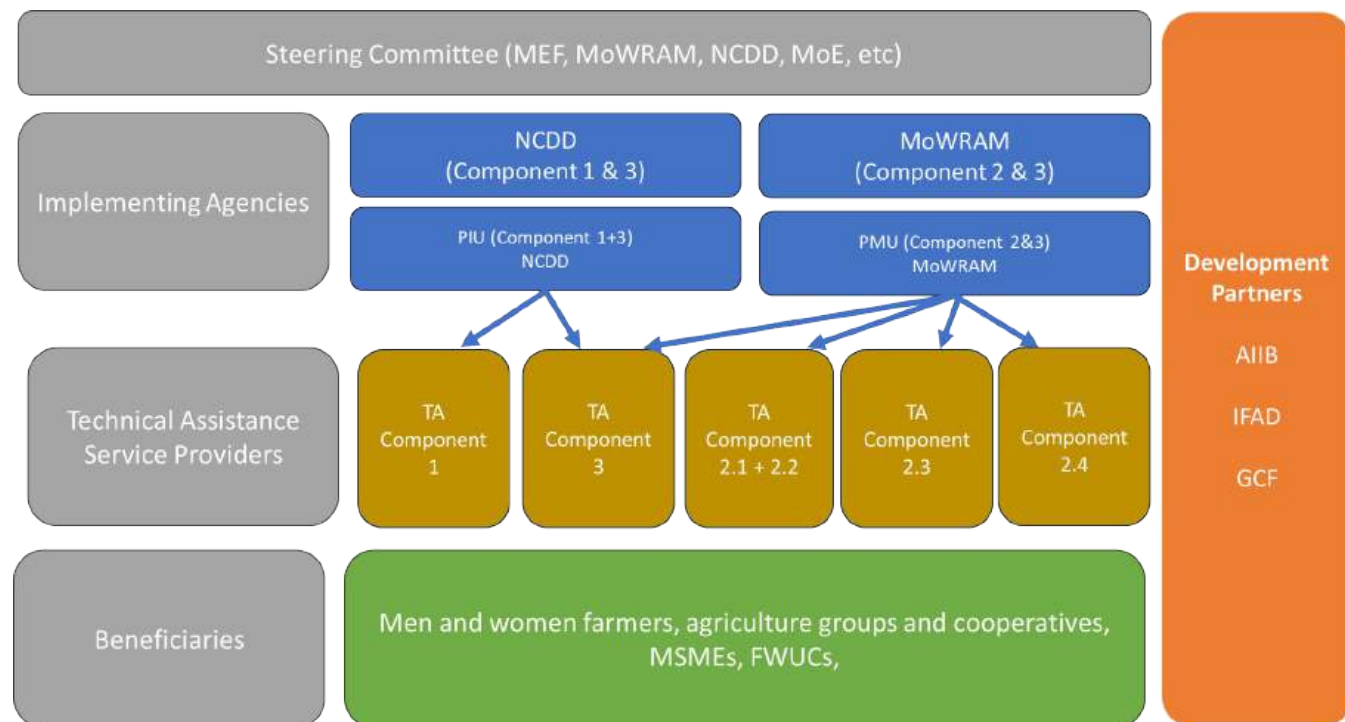 Steering Committee (MEF, MoWRAM, NCDD, MoE, etc)
Implementing Agencies
NCDD
(Component 1 & 3)
MoWRAM
(Component 2 & 3)
PIU (Component 1+3)
NCDD
PMU (Component 2&3)
MoWRAM
Technical Assistance
Service Providers
TA
Component
1
TA
Component
3
TA
Component
2.1 + 2.2
TA
Component
2.3
TA
Component
2.4
Beneficiaries
Men and women farmers, agriculture groups and cooperatives,
MSMEs, FWUCs,
Development
Partners
AIIB
IFAD
GCF